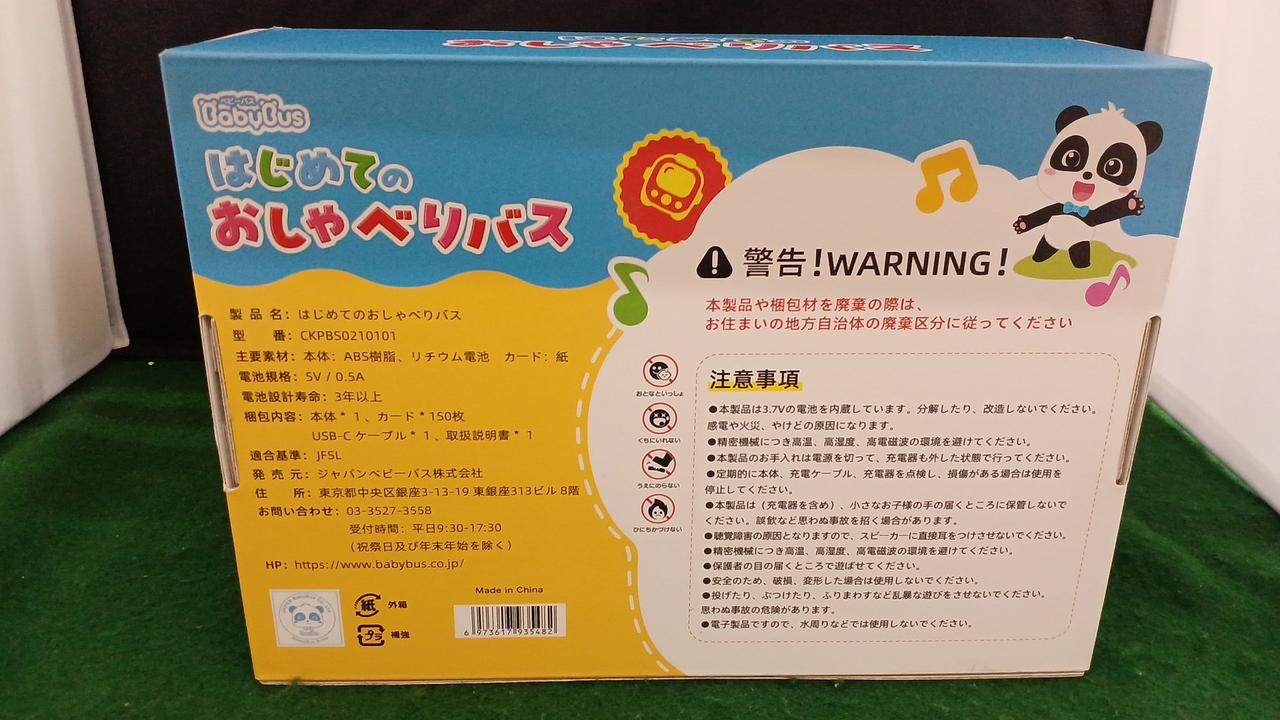 はじめての
おしゃべりバス
ベビーバス
BabyBus
はじめての
おしゃべりバス
製品名：はじめてのおしゃべりバス
型　番：CKPBS0210101
主要素材：本体：ABS樹脂、リチウム電池　カード：紙
電池規格：5V / 0.5A
電池設計寿命：3年以上
梱包内容：本体 * 1、カード * 150枚
USB-C ケーブル * 1、取扱説明書 * 1
適合基準：JFSL
発売元：ジャパンベビーバス株式会社
住　所：東京都中央区銀座3-13-19 東銀座313ビル 8階
お問い合わせ：03-3527-3558
受付時間：平日9:30-17:30
（祝祭日及び年末年始を除く）
HP：https://www.babybus.co.jp/
Made in China
紙 外箱
プラ 補強
6 973617 935482
警告！WARNING！
本製品や梱包材を廃棄の際は、
お住まいの地方自治体の廃棄区分に従ってください
おとなといっしょ
くちにいれない
うえにのらない
ひにちかづけない
注意事項
●本製品は3.7Vの電池を内蔵しています。分解したり、改造しないでください。
感電や火災、やけどの原因になります。
●精密機械につき高温、高湿度、高電磁波の環境を避けてください。
●本製品のお手入れは電源を切って、充電器も外した状態で行ってください。
●定期的に本体、充電ケーブル、充電器を点検し、損傷がある場合は使用を
停止してください。
●本製品は（充電器を含め）、小さなお子様の手の届くところに保管しないで
ください。誤飲など思わぬ事故を招く場合があります。
●聴覚障害の原因となりますので、スピーカーに直接耳をつけさせないでください。
●精密機械につき高温、高湿度、高電磁波の環境を避けてください。
●保護者の目の届くところで遊ばせてください。
●安全のため、破損、変形した場合は使用しないでください。
●投げたり、ぶつけたり、ふりまわすなど乱暴な遊びをさせないでください。
思わぬ事故の危険があります。
●電子製品ですので、水周りなどでは使用しないでください。